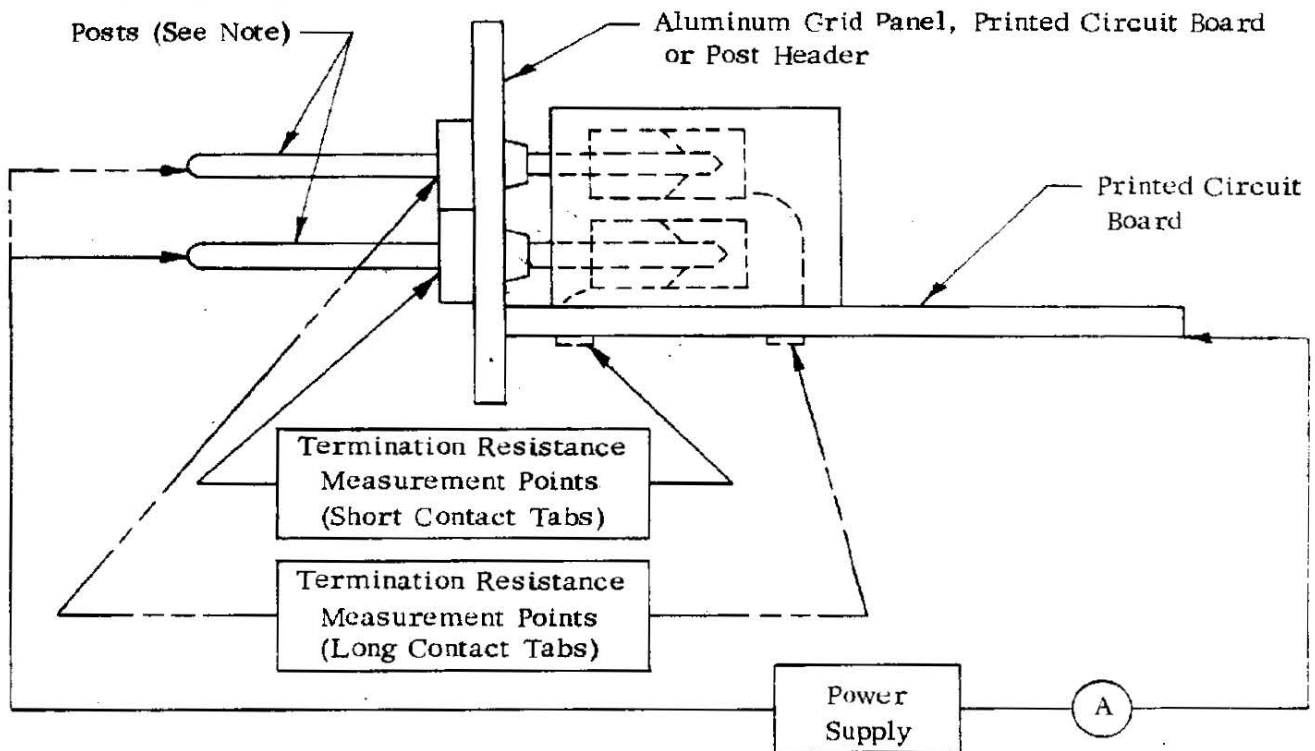 Posts (See Note)
Aluminum Grid Panel, Printed Circuit Board
or Post Header
Printed Circuit
Board
Termination Resistance
Measurement Points
(Short Contact Tabs)
Termination Resistance
Measurement Points
(Long Contact Tabs)
Power
Supply
A